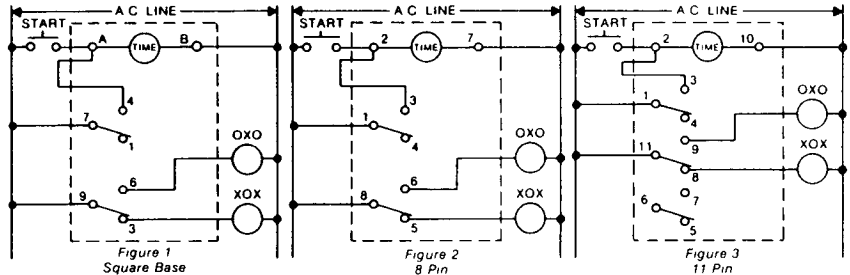 A C LINE
START
A
TIME
B
4
7
1
OXO
6
XOX
9
3
Figure 1
Square Base
A C LINE
START
2
TIME
7
3
1
4
OXO
6
XOX
8
5
Figure 2
8 Pin
A C LINE
START
2
TIME
10
3
OXO
1
4
9
XOX
11
8
7
6
5
Figure 3
11 Pin